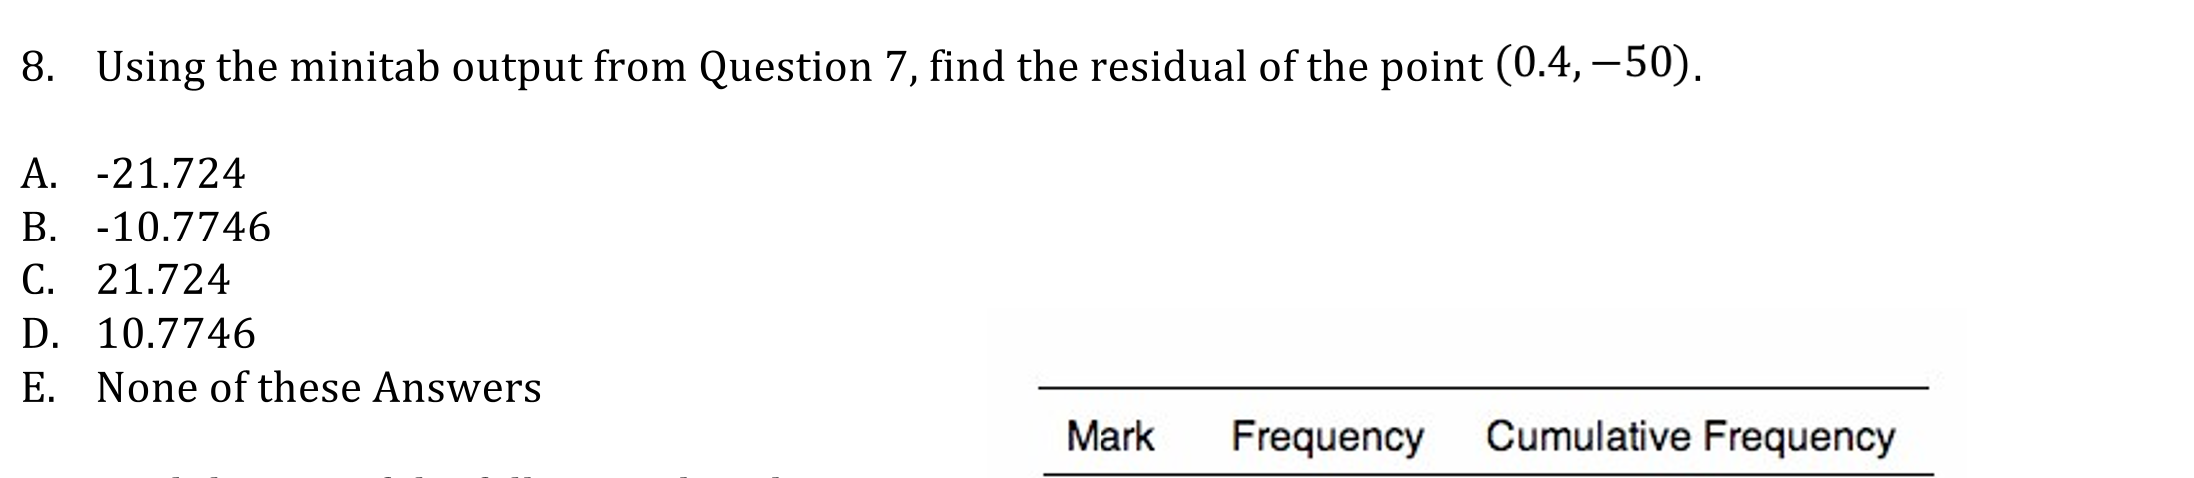 8. Using the minitab output from Question 7, find the residual of the point (0.4, −50).
A. -21.724
B. -10.7746
C. 21.724
D. 10.7746
E. None of these Answers
Mark Frequency Cumulative Frequency